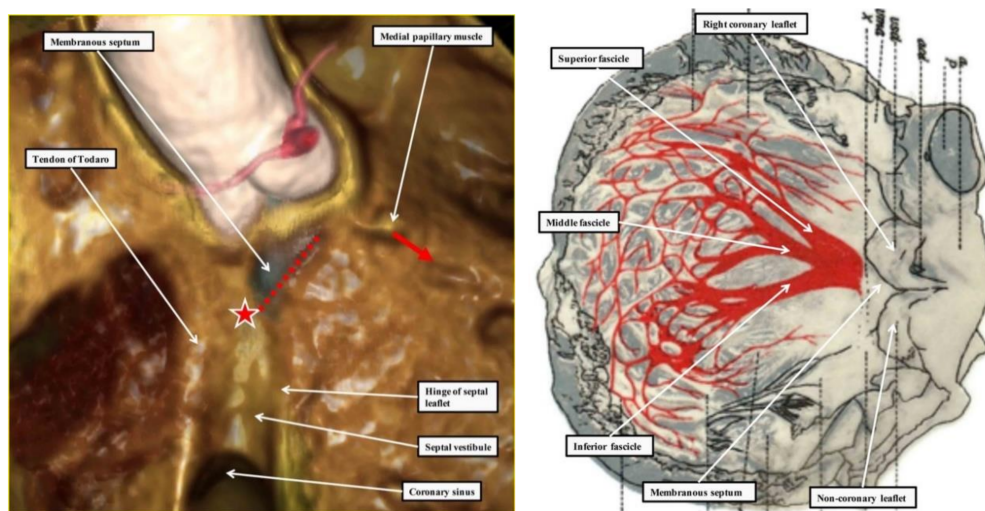 Membranous septum
Medial papillary muscle
Tendon of Todaro
Hinge of septal
leaflet
Septal vestibule
Coronary sinus
Right coronary leaflet
Superior fascicle
Middle fascicle
Inferior fascicle
Membranous septum
Non-coronary leaflet
X